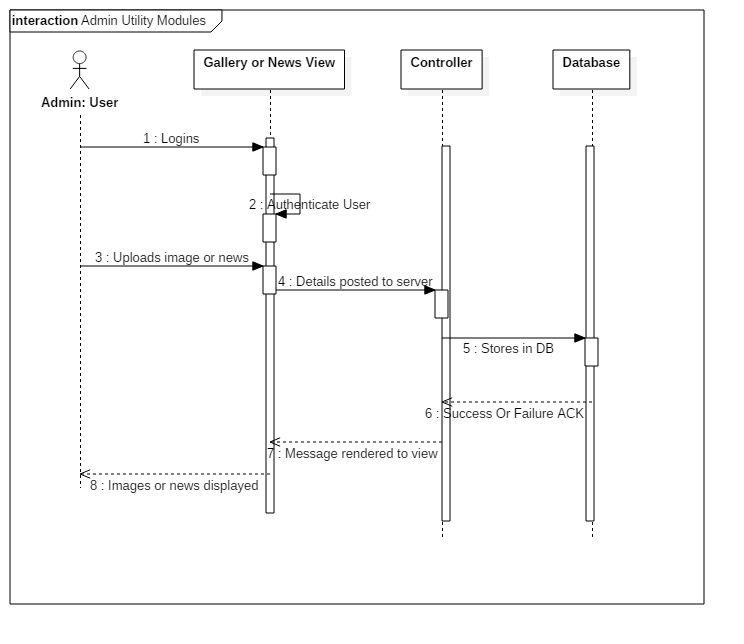 interaction Admin Utility Modules
Gallery or News View
Controller
Database
Admin: User
1 : Logins
2 : Authenticate User
3 : Uploads image or news
4 : Details posted to server
5 : Stores in DB
6 : Success Or Failure ACK
7 : Message rendered to view
8 : Images or news displayed